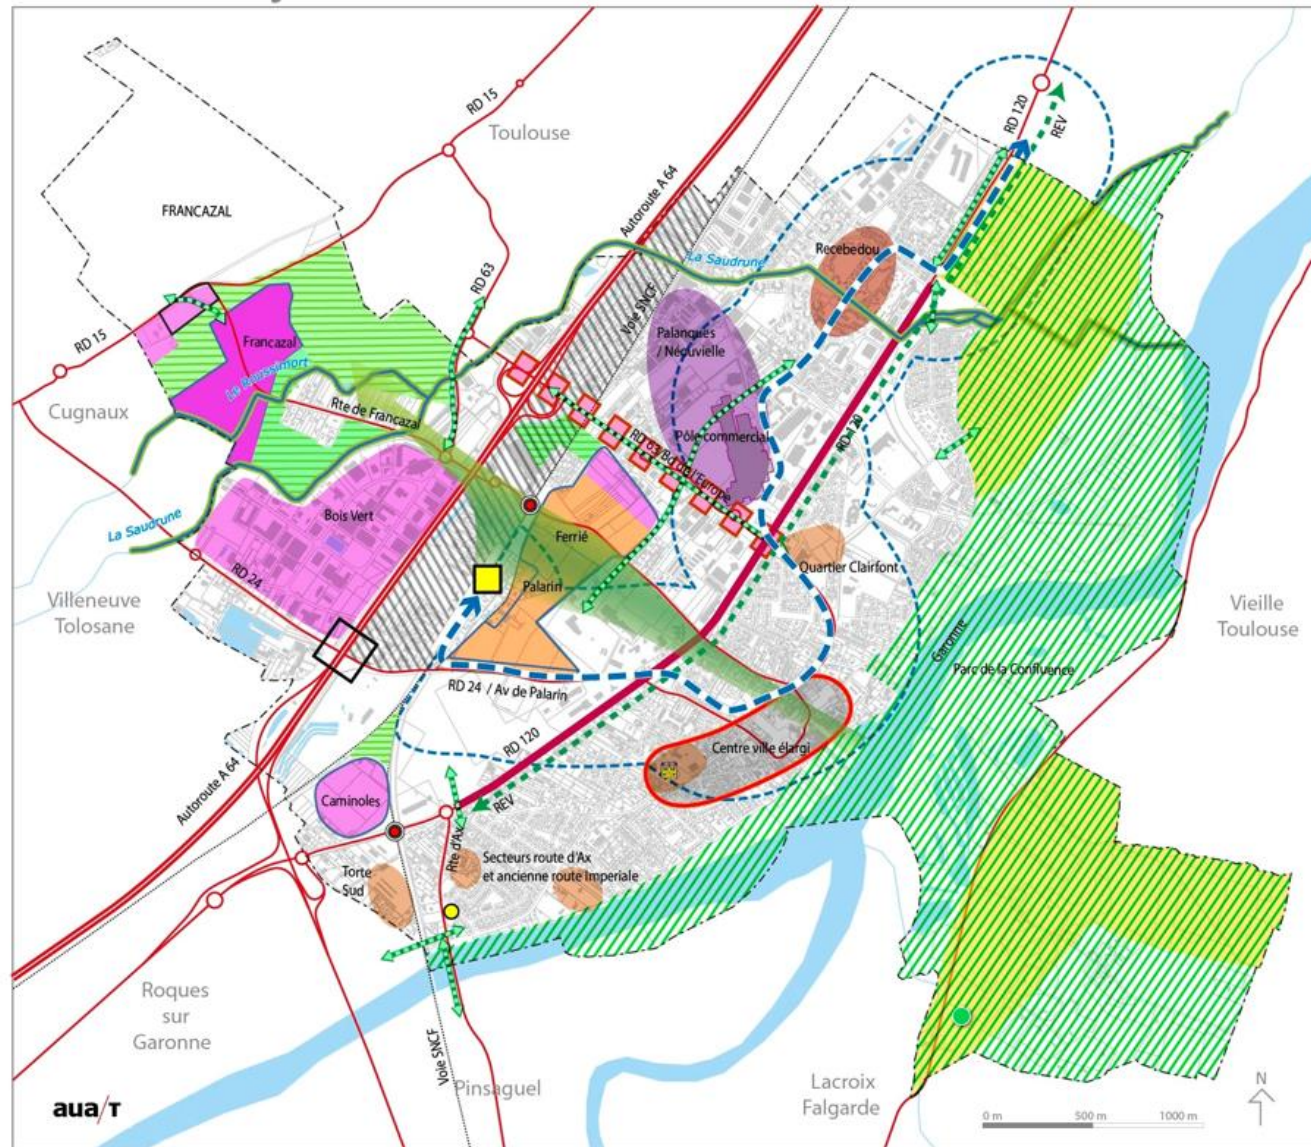 RD 15
Toulouse
RD 120
REV
Autoroute A 64
FRANCAZAL
Recebedou
La Saudrune
RD 63
Voie SNCF
RD 15
Francazal
Palanques
/ Néouvielle
Le Roussimort
Cugnaux
Rte de Francazal
Pôle commercial
RD 120
RD 63/Bd de l'Europe
La Saudrune
Bois Vert
Ferrié
Quartier Clairfont
RD 24
Palarin
Villeneuve
Tolosane
Vieille
Toulouse
Garonne
Parc de la Confluence
RD 24 / Av de Palarin
RD 120
Centre ville élargi
Autoroute A 64
Caminoles
REV
Rte d'Ax
Secteurs route d'Ax
et ancienne route Imperiale
Torte
Sud
Roques
sur
Garonne
Voie SNCF
Pinsaguel
Lacroix
Falgarde
N
aua/T
0 m
500 m
1000 m